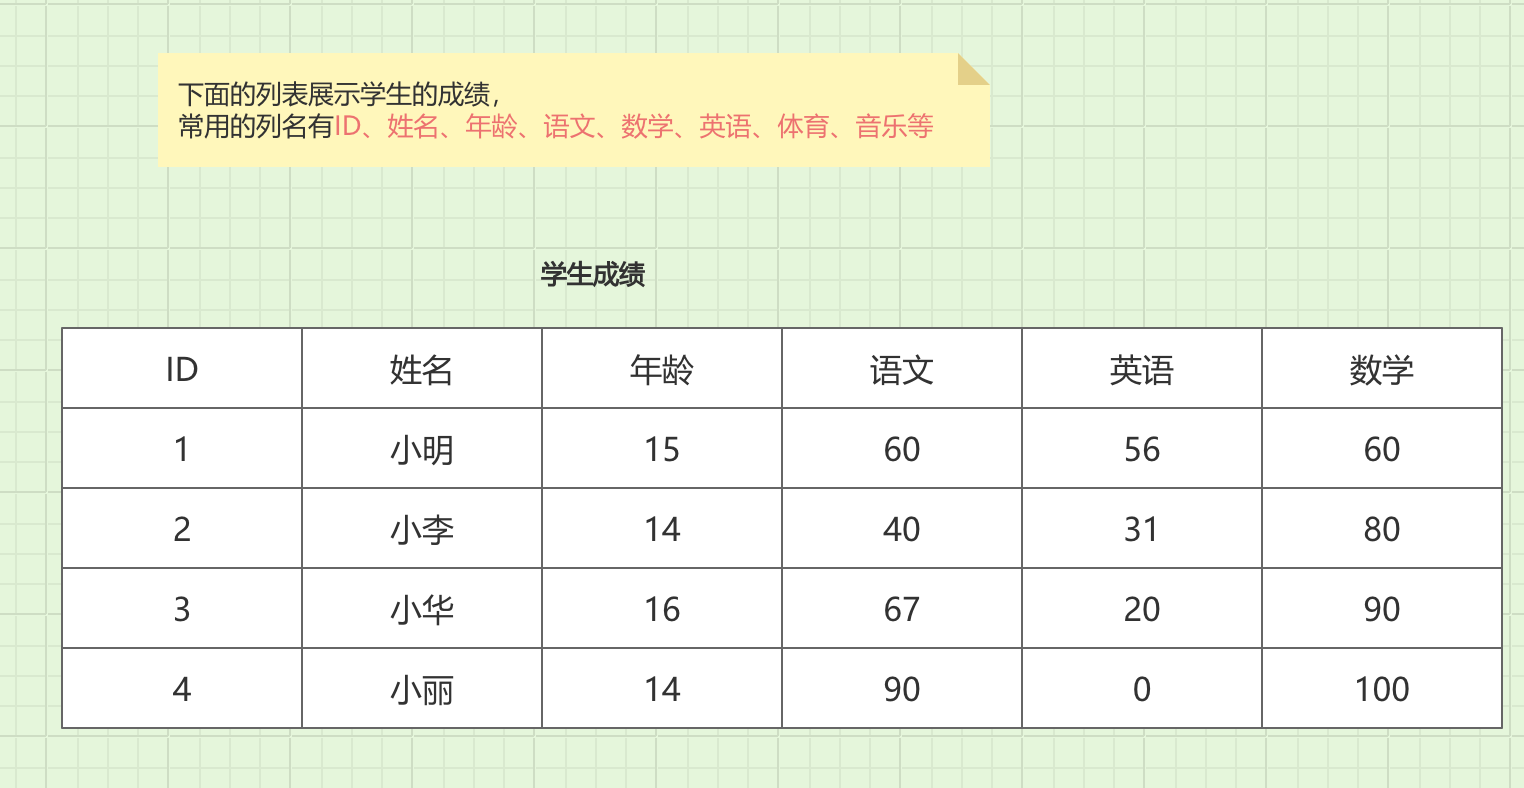 下面的列表展示学生的成绩，
常用的列名有ID、姓名、年龄、语文、数学、英语、体育、音乐等
学生成绩
ID 姓名 年龄 语文 英语 数学
1 小明 15 60 56 60
2 小李 14 40 31 80
3 小华 16 67 20 90
4 小丽 14 90 0 100